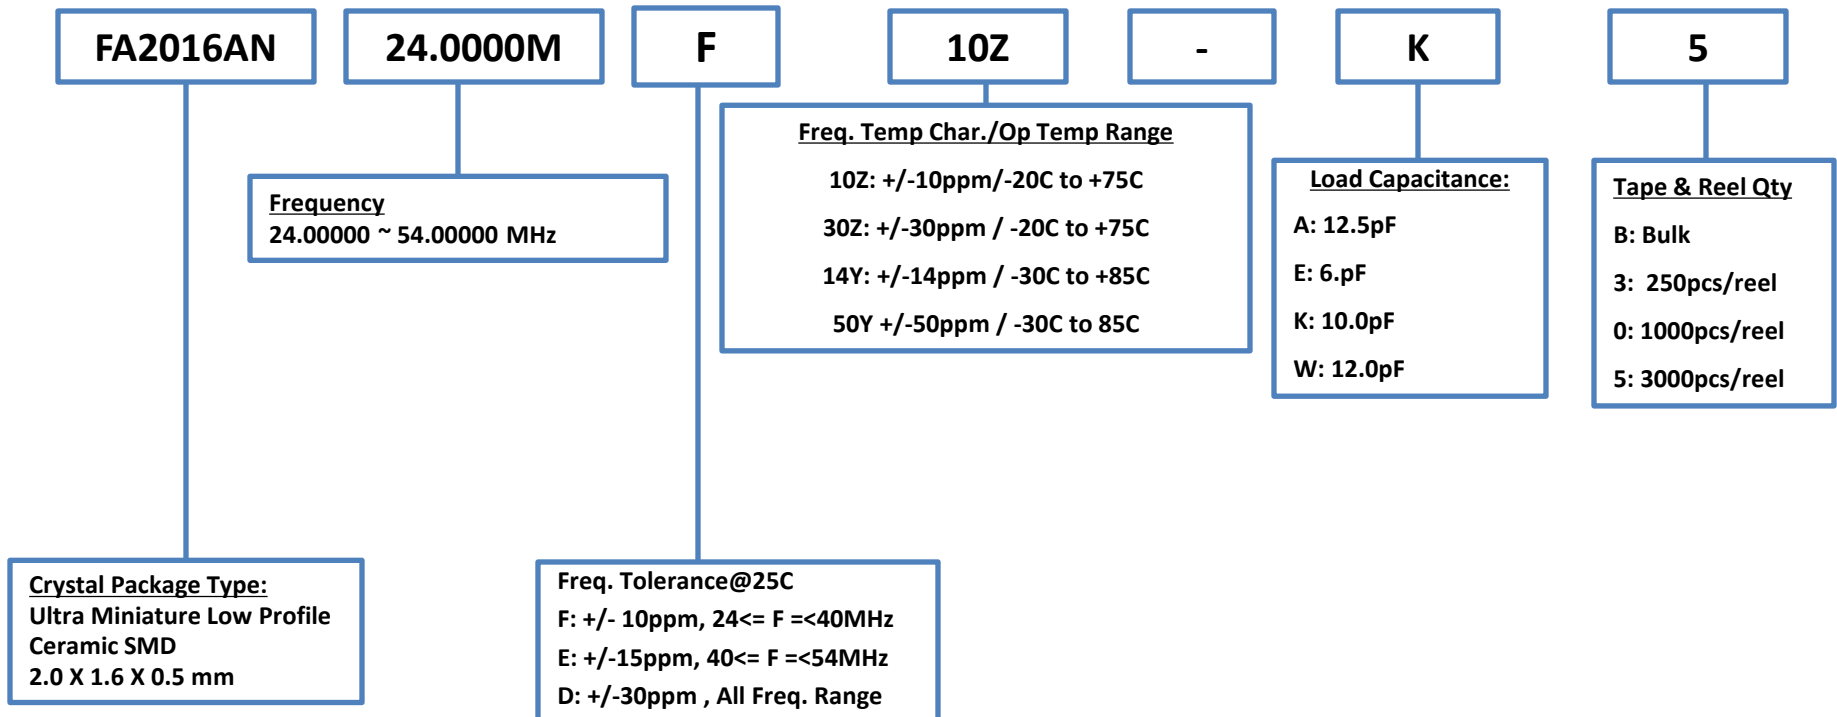 FA2016AN
24.0000M
F
10Z
-
K
5
Frequency
24.00000 ~ 54.00000 MHz
Freq. Temp Char./Op Temp Range
10Z: +/-10ppm/-20C to +75C
30Z: +/-30ppm / -20C to +75C
14Y: +/-14ppm / -30C to +85C
50Y +/-50ppm / -30C to 85C
Load Capacitance:
A: 12.5pF
E: 6.pF
K: 10.0pF
W: 12.0pF
Tape & Reel Qty
B: Bulk
3:  250pcs/reel
0: 1000pcs/reel
5: 3000pcs/reel
Crystal Package Type:
Ultra Miniature Low Profile
Ceramic SMD
2.0 X 1.6 X 0.5 mm
Freq. Tolerance@25C
F: +/- 10ppm, 24<= F =<40MHz
E: +/-15ppm, 40<= F =<54MHz
D: +/-30ppm , All Freq. Range